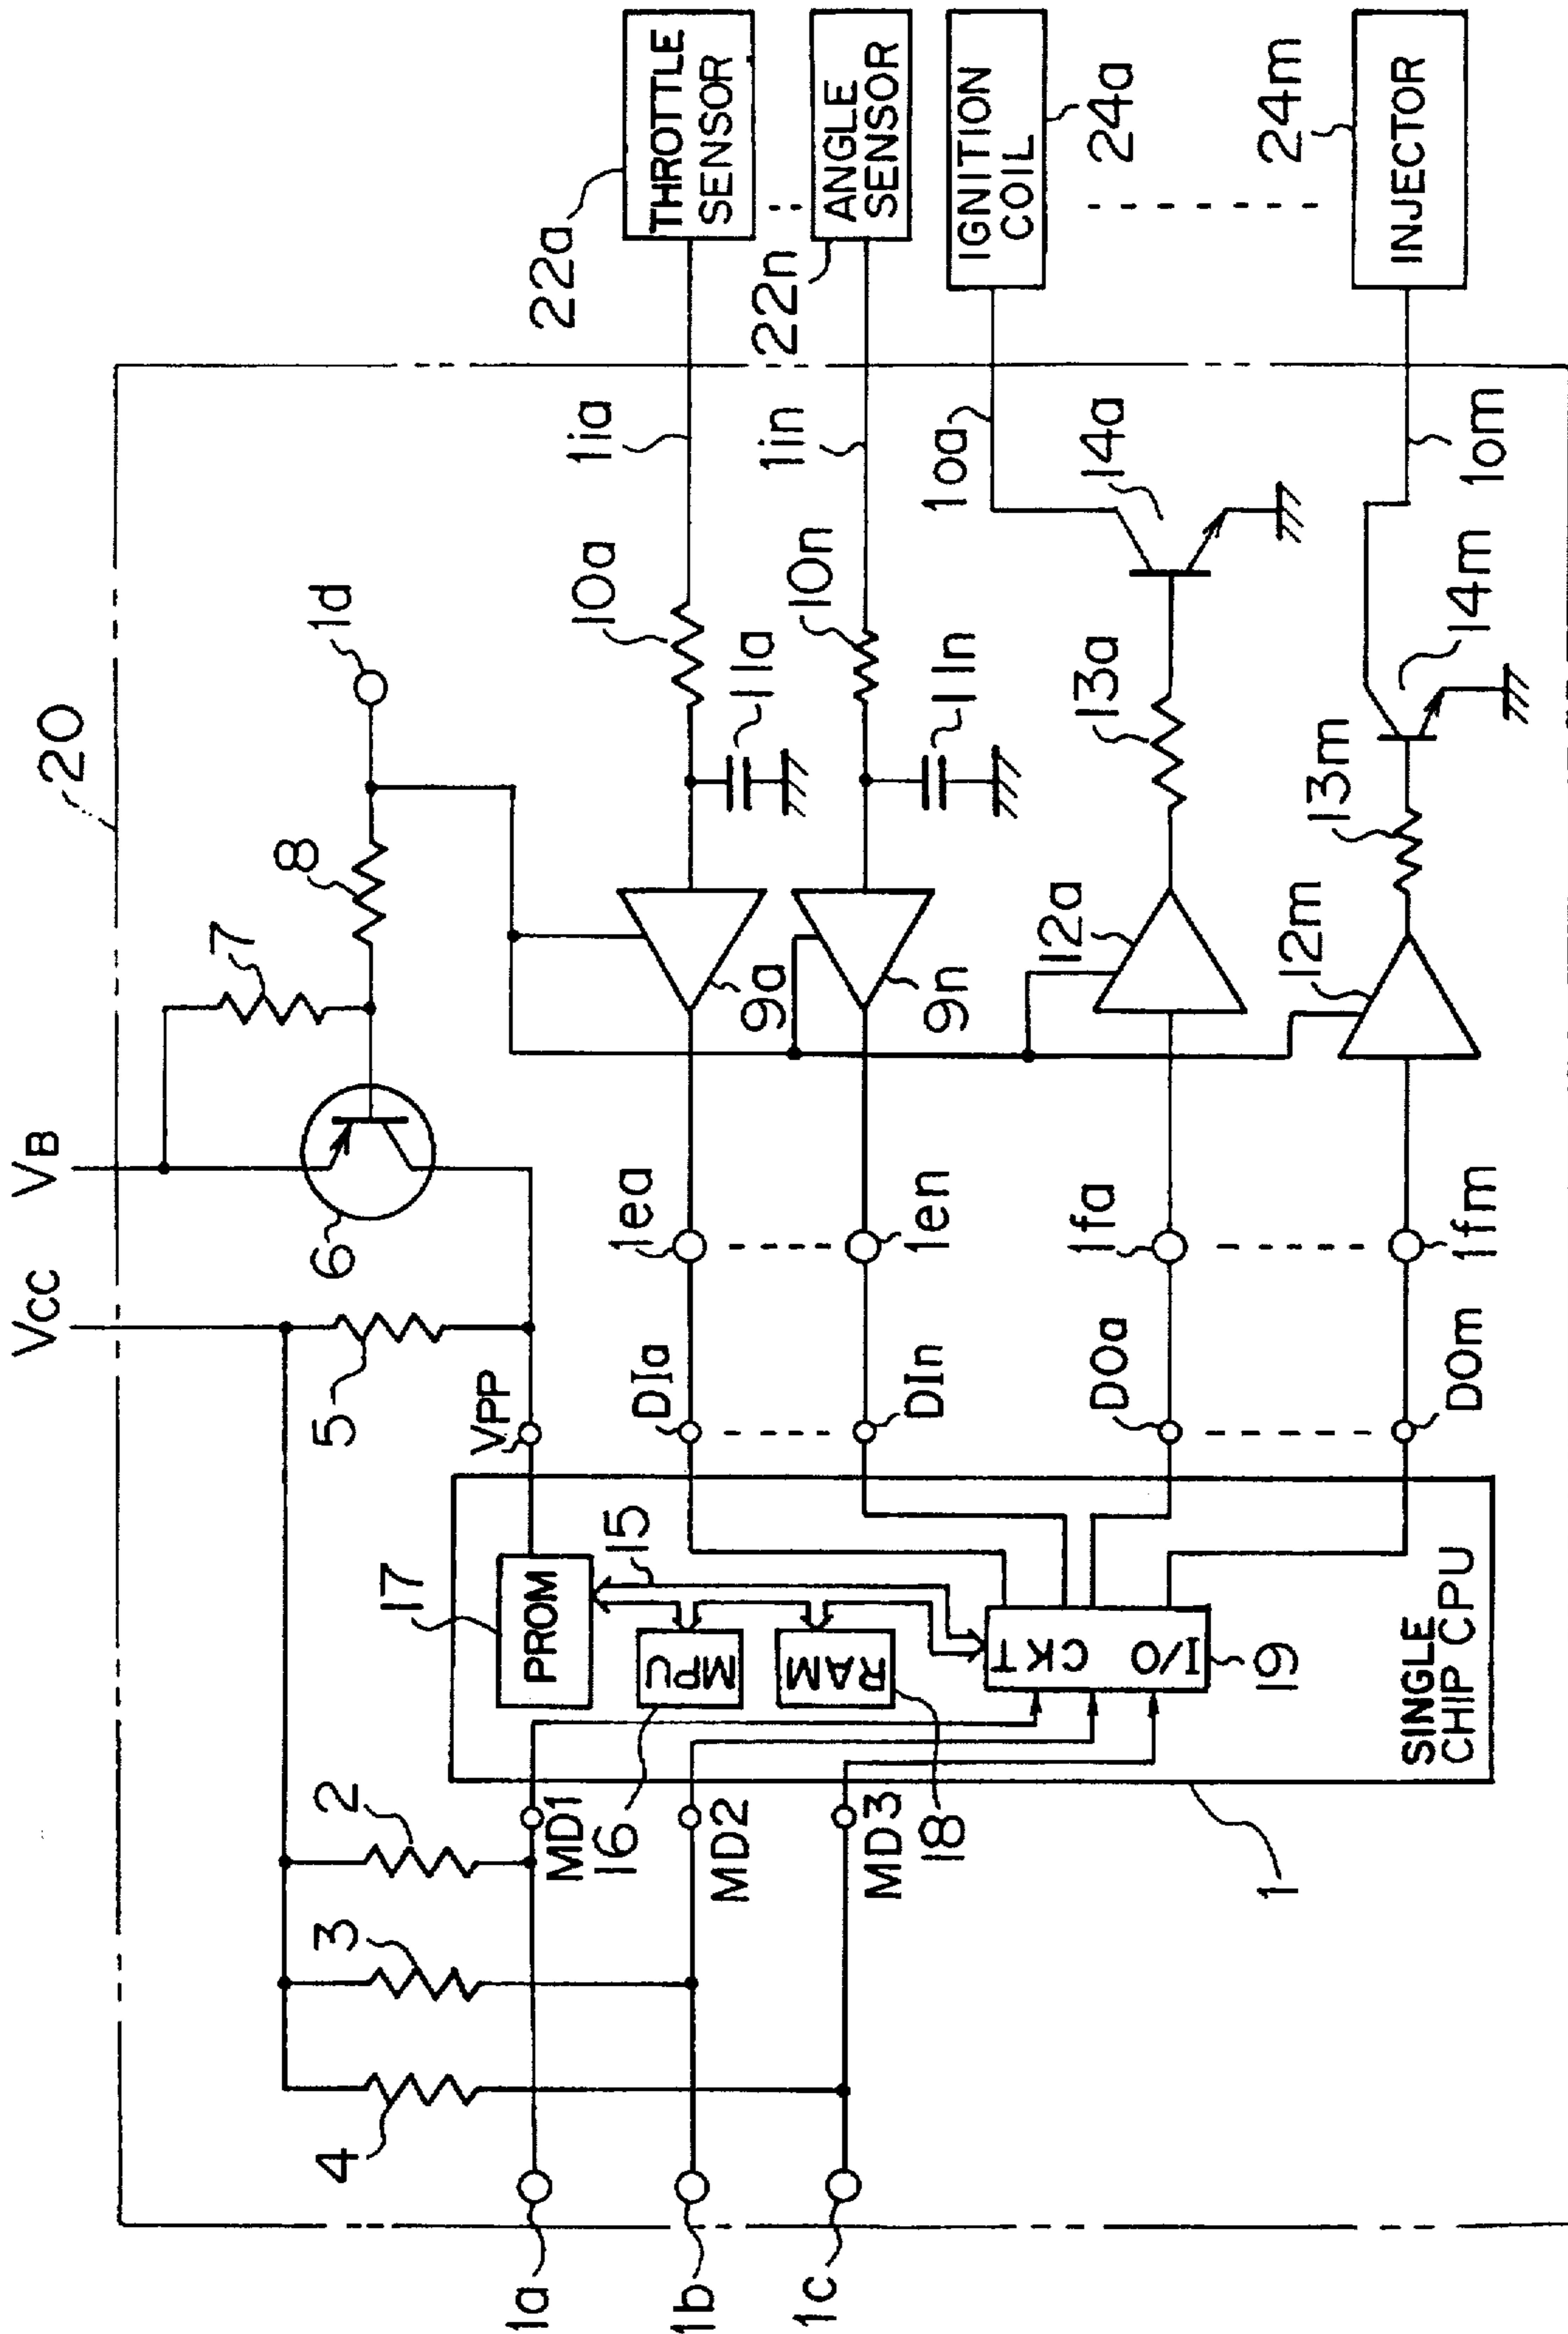 VCC
VB
20
2
3
4
5
6
7
8
1d
1a
1b
1c
MD1
MD2
MD3
VPP
17
PROM
15
MPU
16
RAM
18
I/O
CKT
19
SINGLE
CHIP CPU
1
DIa
DIn
DOa
DOm
1ea
1en
1fa
1fm
9a
9n
12a
12m
10a
11a
10n
11n
13a
13m
14a
14m
1ia
1in
1oa
1om
22a
THROTTLE
SENSOR
22n
ANGLE
SENSOR
IGNITION
COIL
24a
24m
INJECTOR